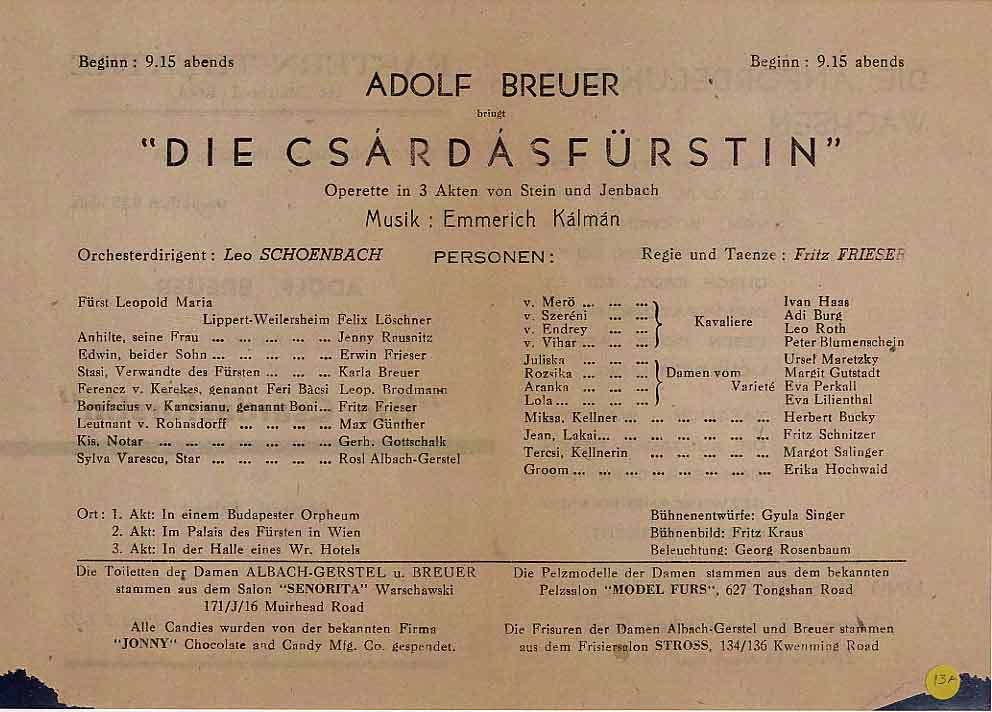 Beginn : 9.15 abends
Beginn : 9.15 abends
ADOLF BREUER
bringt
"DIE CSÁRDÁSFÜRSTIN"
Operette in 3 Akten von Stein und Jenbach
Musik : Emmerich Kálmán
Orchesterdirigent : Leo SCHOENBACH
PERSONEN :
Regie und Taenze : Fritz FRIESER
Fürst Leopold Maria
Lippert-Weilersheim Felix Löschner
Anhilte, seine Frau ... ... ... ... ... Jenny Rausnitz
Edwin, beider Sohn ... ... ... ... ... Erwin Frieser
Stasi, Verwandte des Fürsten ... ... ... Karla Breuer
Ferencz v. Kerekes, genannt Feri Bàcsi Leop. Brodmann
Bonifacius v. Kancsianu, genannt Boni... Fritz Frieser
Leutnant v. Rohnsdorff ... ... ... ... Max Günther
Kis, Notar ... ... ... ... ... ... ... Gerh. Gottschalk
Sylva Varescu, Star ... ... ... ... ... Rosl Albach-Gerstel
v. Merö ... ... ... Ivan Haas
v. Szeréni ... ... Adi Burg
Kavaliere
v. Endrey ... ... Leo Roth
v. Vihar ... ... ... Peter Blumenschejn
Juliska ... ... Ursel Maretzky
Rozsika ... ... Damen vom Margit Gutstadt
Aranka ... ... Varieté Eva Perkall
Lola... ... ... Eva Lilienthal
Miksa, Kellner ... ... ... ... ... ... Herbert Bucky
Jean, Lakai... ... ... ... ... ... ... Fritz Schnitzer
Tercsi, Kellnerin ... ... ... ... ... Margot Salinger
Groom ... ... ... ... ... ... ... ... Erika Hochwald
Ort : 1. Akt: In einem Budapester Orpheum
2. Akt: Im Palais des Fürsten in Wien
3. Akt: In der Halle eines Wr. Hotels
Bühnenentwürfe: Gyula Singer
Bühnenbild: Fritz Kraus
Beleuchtung: Georg Rosenbaum
Die Toiletten der Damen ALBACH-GERSTEL u. BREUER
stammen aus dem Salon "SENORITA" Warschawski
171/J/16 Muirhead Road
Alle Candies wurden von der bekannten Firma
"JONNY" Chocolate and Candy Mfg. Co. gespendet.
Die Pelzmodelle der Damen stammen aus dem bekannten
Pelzsalon "MODEL FURS", 627 Tongshan Road
Die Frisuren der Damen Albach-Gerstel und Breuer stammen
aus dem Frisiersalon STROSS, 134/136 Kwenming Road
13A